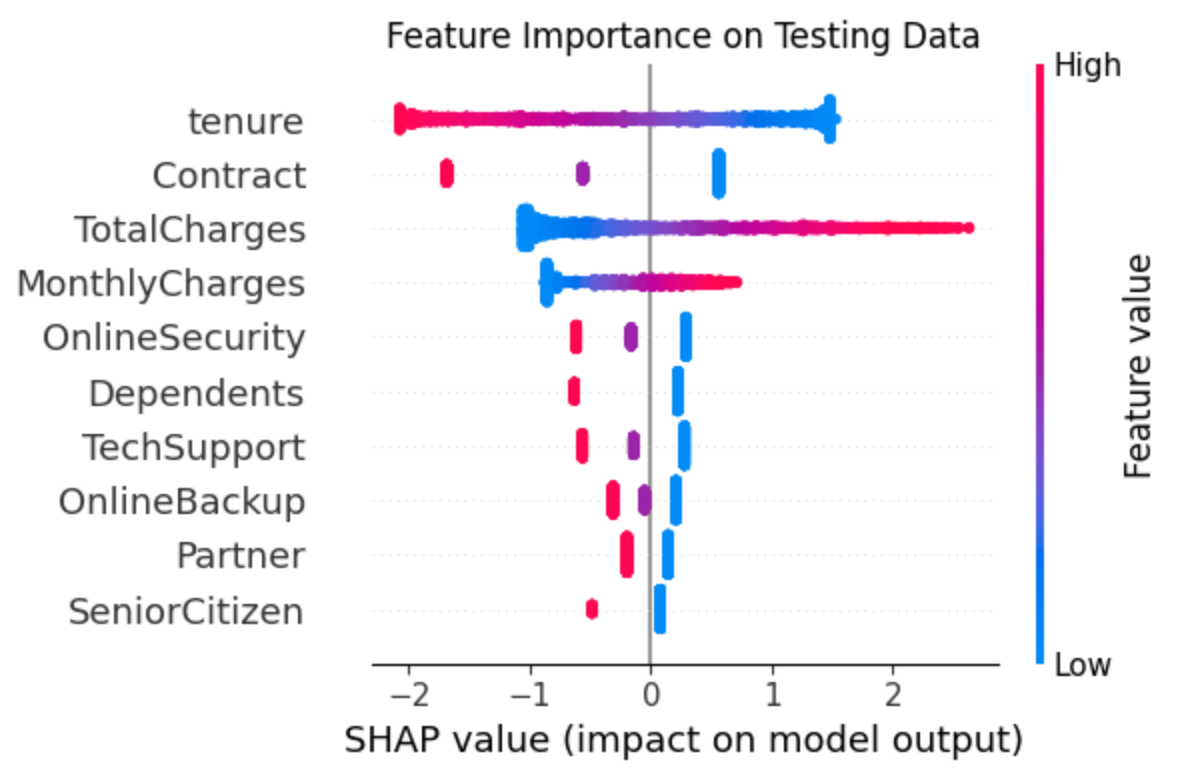 Feature Importance on Testing Data
High
tenure
Contract
TotalCharges
MonthlyCharges
OnlineSecurity
Dependents
TechSupport
OnlineBackup
Partner
SeniorCitizen
Feature value
Low
−2 −1 0 1 2
SHAP value (impact on model output)